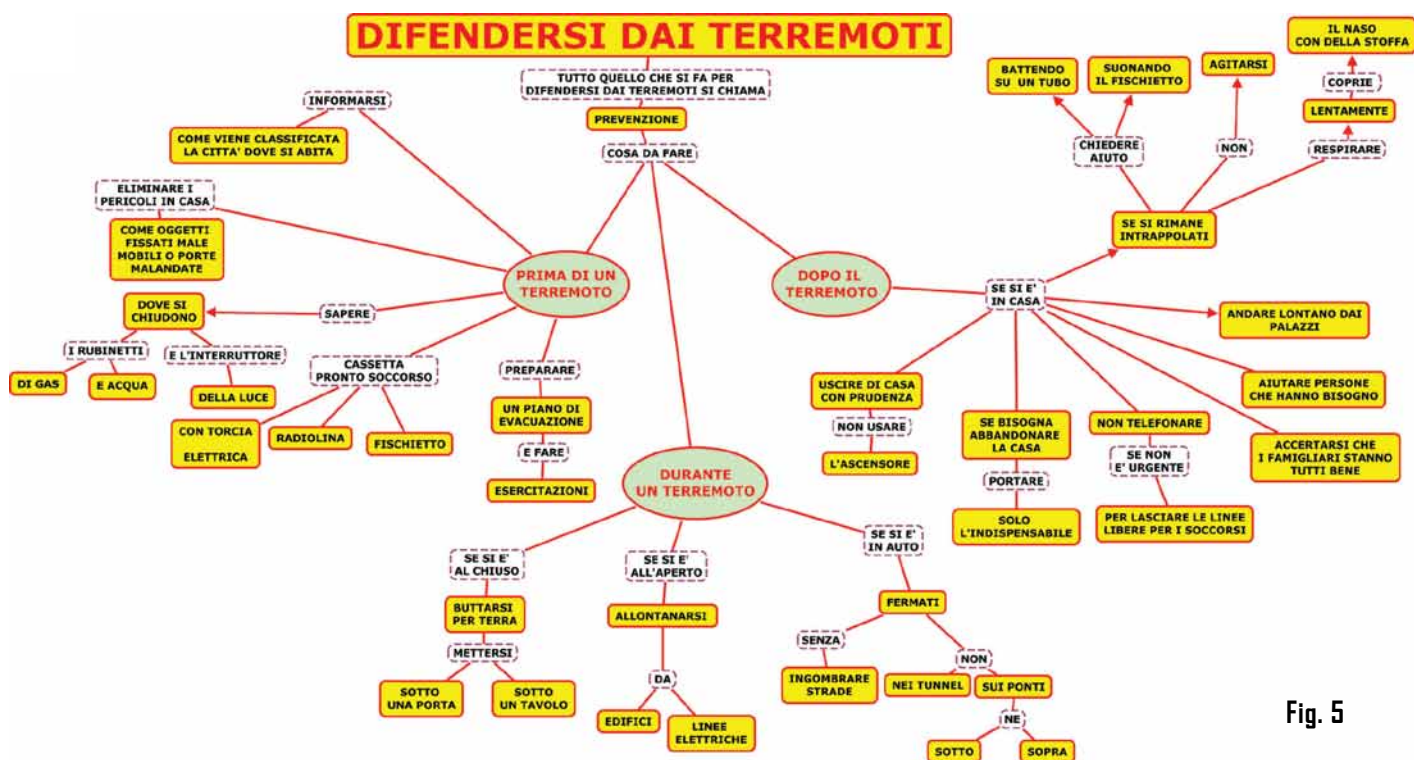 DIFENDERSI DAI TERREMOTI
TUTTO QUELLO CHE SI FA PER
DIFENDERSI DAI TERREMOTI SI CHIAMA
PREVENZIONE
COSA DA FARE
PRIMA DI UN
TERREMOTO
INFORMARSI
COME VIENE CLASSIFICATA
LA CITTA' DOVE SI ABITA
ELIMINARE I
PERICOLI IN CASA
COME OGGETTI
FISSATI MALE
MOBILI O PORTE
MALANDATE
SAPERE
DOVE SI
CHIUDONO
I RUBINETTI
DI GAS
E ACQUA
E L'INTERRUTTORE
DELLA LUCE
CASSETTA
PRONTO SOCCORSO
CON TORCIA
ELETTRICA
RADIOLINA
FISCHIETTO
PREPARARE
UN PIANO DI
EVACUAZIONE
E FARE
ESERCITAZIONI
DURANTE
UN TERREMOTO
SE SI E'
AL CHIUSO
BUTTARSI
PER TERRA
METTERSI
SOTTO
UNA PORTA
SOTTO
UN TAVOLO
SE SI E'
ALL'APERTO
ALLONTANARSI
DA
EDIFICI
LINEE
ELETTRICHE
SE SI E'
IN AUTO
FERMATI
SENZA
INGOMBRARE
STRADE
NON
NEI TUNNEL
SUI PONTI
NE
SOTTO
SOPRA
DOPO IL
TERREMOTO
SE SI E'
IN CASA
USCIRE DI CASA
CON PRUDENZA
NON USARE
L'ASCENSORE
SE BISOGNA
ABBANDONARE
LA CASA
PORTARE
SOLO
L'INDISPENSABILE
NON TELEFONARE
SE NON
E' URGENTE
PER LASCIARE LE LINEE
LIBERE PER I SOCCORSI
ACCERTARSI CHE
I FAMIGLIARI STANNO
TUTTI BENE
AIUTARE PERSONE
CHE HANNO BISOGNO
ANDARE LONTANO DAI
PALAZZI
SE SI RIMANE
INTRAPPOLATI
CHIEDERE
AIUTO
BATTENDO
SU UN TUBO
SUONANDO
IL FISCHIETTO
NON
AGITARSI
RESPIRARE
LENTAMENTE
COPRIE
IL NASO
CON DELLA STOFFA
Fig. 5